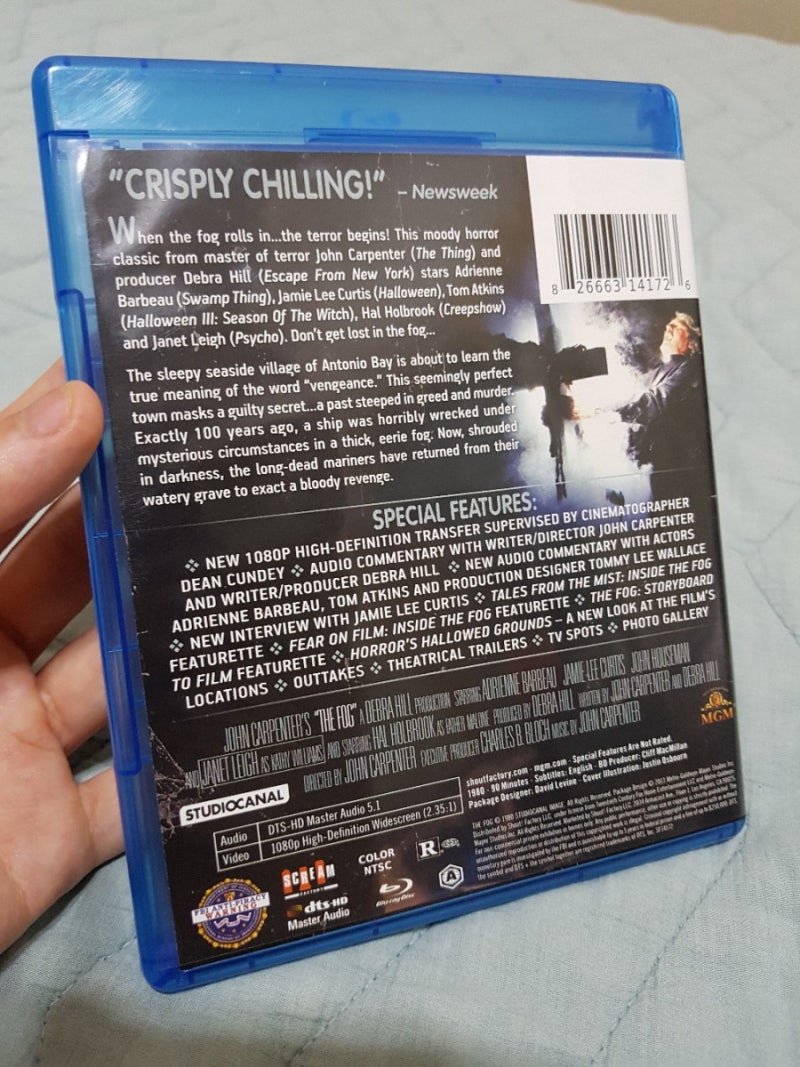 "CRISPLY CHILLING!" – Newsweek
When the fog rolls in...the terror begins! This moody horror
classic from master of terror John Carpenter (The Thing) and
producer Debra Hill (Escape From New York) stars Adrienne
Barbeau (Swamp Thing), Jamie Lee Curtis (Halloween), Tom Atkins
(Halloween III: Season Of The Witch), Hal Holbrook (Creepshow)
and Janet Leigh (Psycho). Don't get lost in the fog...
The sleepy seaside village of Antonio Bay is about to learn the
true meaning of the word "vengeance." This seemingly perfect
town masks a guilty secret...a past steeped in greed and murder.
Exactly 100 years ago, a ship was horribly wrecked under
mysterious circumstances in a thick, eerie fog. Now, shrouded
in darkness, the long-dead mariners have returned from their
watery grave to exact a bloody revenge.
8 26663 14172 6
SPECIAL FEATURES:
❖ NEW 1080P HIGH-DEFINITION TRANSFER SUPERVISED BY CINEMATOGRAPHER
DEAN CUNDEY ❖ AUDIO COMMENTARY WITH WRITER/DIRECTOR JOHN CARPENTER
AND WRITER/PRODUCER DEBRA HILL ❖ NEW AUDIO COMMENTARY WITH ACTORS
ADRIENNE BARBEAU, TOM ATKINS AND PRODUCTION DESIGNER TOMMY LEE WALLACE
❖ NEW INTERVIEW WITH JAMIE LEE CURTIS ❖ TALES FROM THE MIST: INSIDE THE FOG
FEATURETTE ❖ FEAR ON FILM: INSIDE THE FOG FEATURETTE ❖ THE FOG: STORYBOARD
TO FILM FEATURETTE ❖ HORROR'S HALLOWED GROUNDS – A NEW LOOK AT THE FILM'S
LOCATIONS ❖ OUTTAKES ❖ THEATRICAL TRAILERS ❖ TV SPOTS ❖ PHOTO GALLERY
JOHN CARPENTER'S "THE FOG" A DEBRA HILL PRODUCTION STARRING ADRIENNE BARBEAU JAMIE LEE CURTIS JOHN HOUSEMAN
AND JANET LEIGH AS KATHY WILLIAMS AND STARRING HAL HOLBROOK AS FATHER MALONE PRODUCED BY DEBRA HILL WRITTEN BY JOHN CARPENTER AND DEBRA HILL
DIRECTED BY JOHN CARPENTER EXECUTIVE PRODUCER CHARLES B. BLOCH MUSIC BY JOHN CARPENTER
MGM
STUDIOCANAL
Audio DTS-HD Master Audio 5.1
Video 1080p High-Definition Widescreen (2.35:1)
shoutfactory.com · mgm.com · Special Features Are Not Rated.
1980 · 90 Minutes · Subtitles: English · BD Producer: Cliff MacMillan
Package Designer: David Levine · Cover Illustration: Justin Osbourn
THE FOG © 1980 STUDIOCANAL IMAGE. All Rights Reserved.
FBI ANTI-PIRACY
WARNING
SCREAM
FACTORY
dts-HD
Master Audio
COLOR
NTSC
Blu-ray Disc
R
A